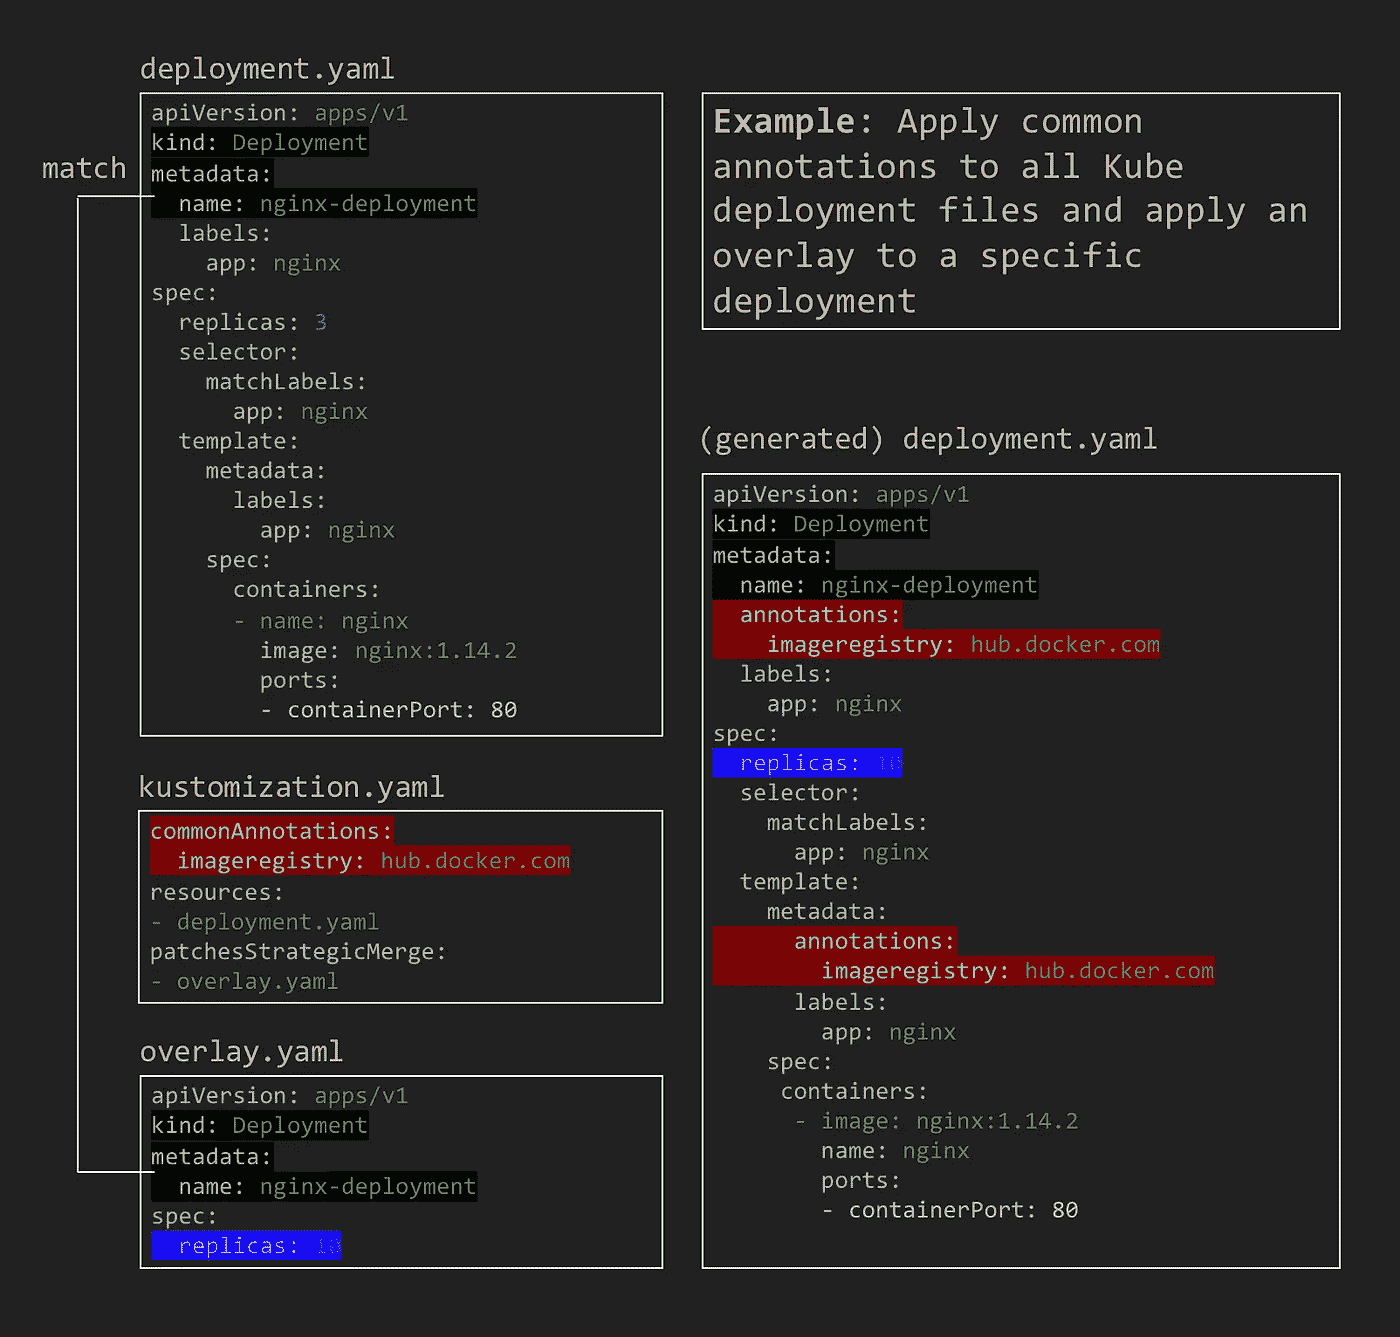 deployment.yaml
apiVersion: apps/v1
kind: Deployment
match
metadata:
  name: nginx-deployment
  labels:
    app: nginx
spec:
  replicas: 3
  selector:
    matchLabels:
      app: nginx
  template:
    metadata:
      labels:
        app: nginx
    spec:
      containers:
      - name: nginx
        image: nginx:1.14.2
        ports:
        - containerPort: 80
kustomization.yaml
commonAnnotations:
  imageregistry: hub.docker.com
resources:
- deployment.yaml
patchesStrategicMerge:
- overlay.yaml
overlay.yaml
apiVersion: apps/v1
kind: Deployment
metadata:
  name: nginx-deployment
spec:
  replicas: 10
Example: Apply common
annotations to all Kube
deployment files and apply an
overlay to a specific
deployment
(generated) deployment.yaml
apiVersion: apps/v1
kind: Deployment
metadata:
  name: nginx-deployment
  annotations:
    imageregistry: hub.docker.com
  labels:
    app: nginx
spec:
  replicas: 10
  selector:
    matchLabels:
      app: nginx
  template:
    metadata:
      annotations:
        imageregistry: hub.docker.com
      labels:
        app: nginx
    spec:
     containers:
      - image: nginx:1.14.2
        name: nginx
        ports:
        - containerPort: 80